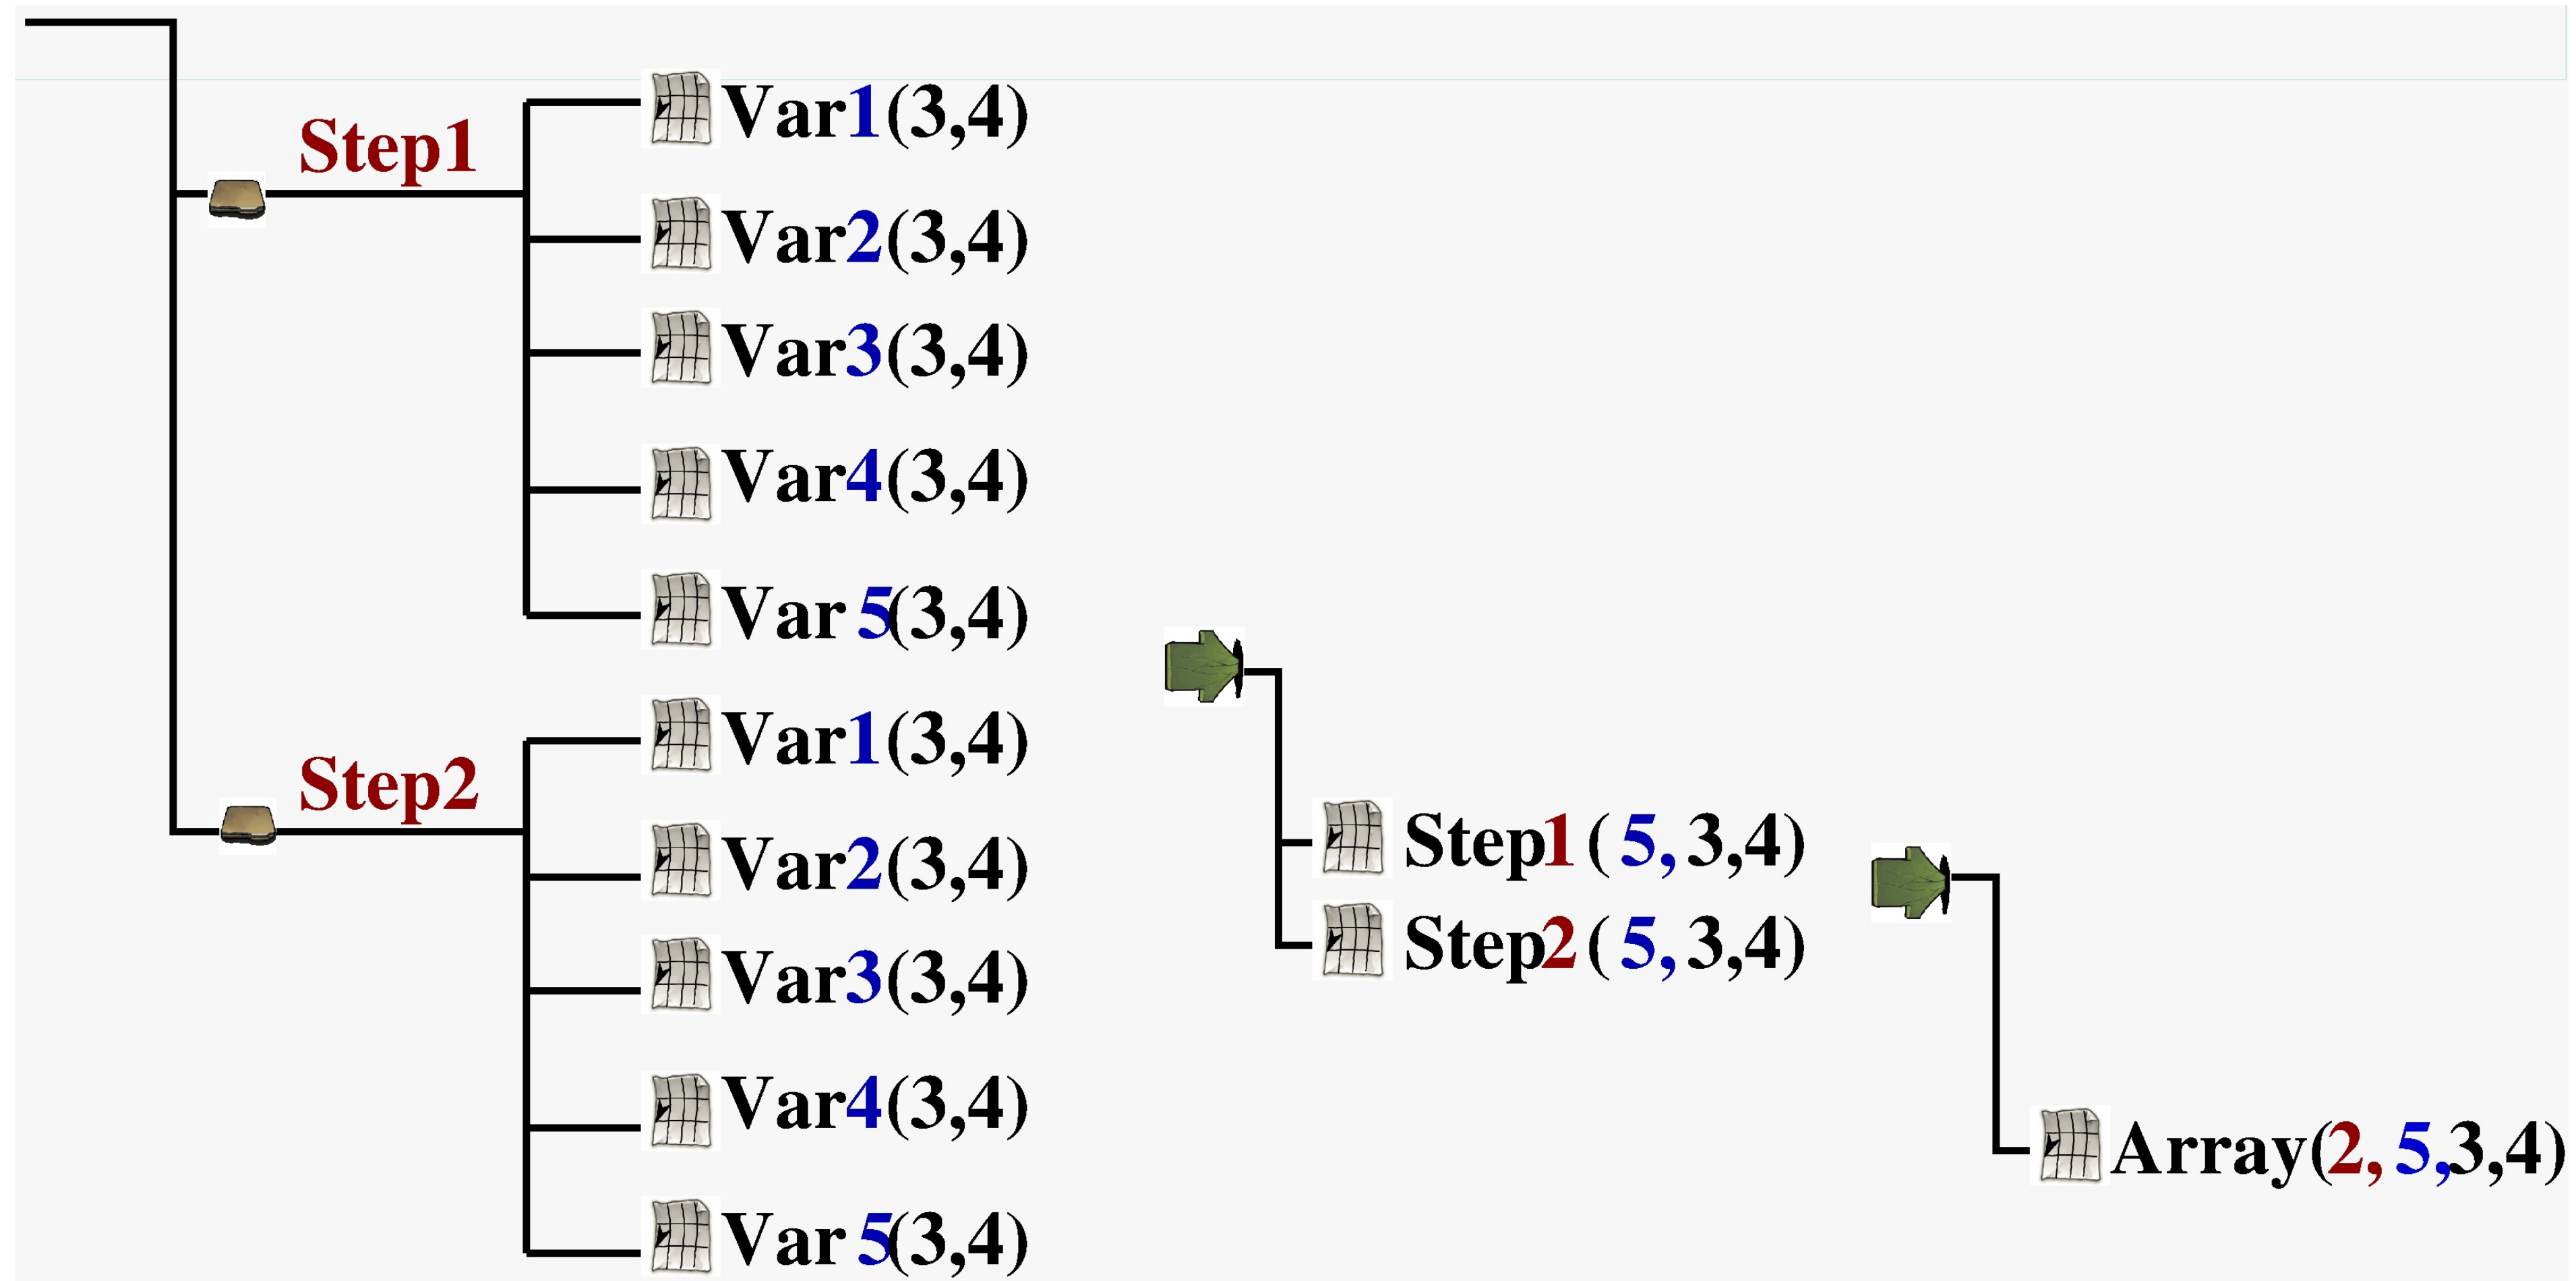 Step1
Var1(3,4)
Var2(3,4)
Var3(3,4)
Var4(3,4)
Var 5(3,4)
Step2
Var1(3,4)
Var2(3,4)
Var3(3,4)
Var4(3,4)
Var 5(3,4)
Step1 ( 5, 3,4)
Step2 ( 5, 3,4)
Array(2, 5,3,4)